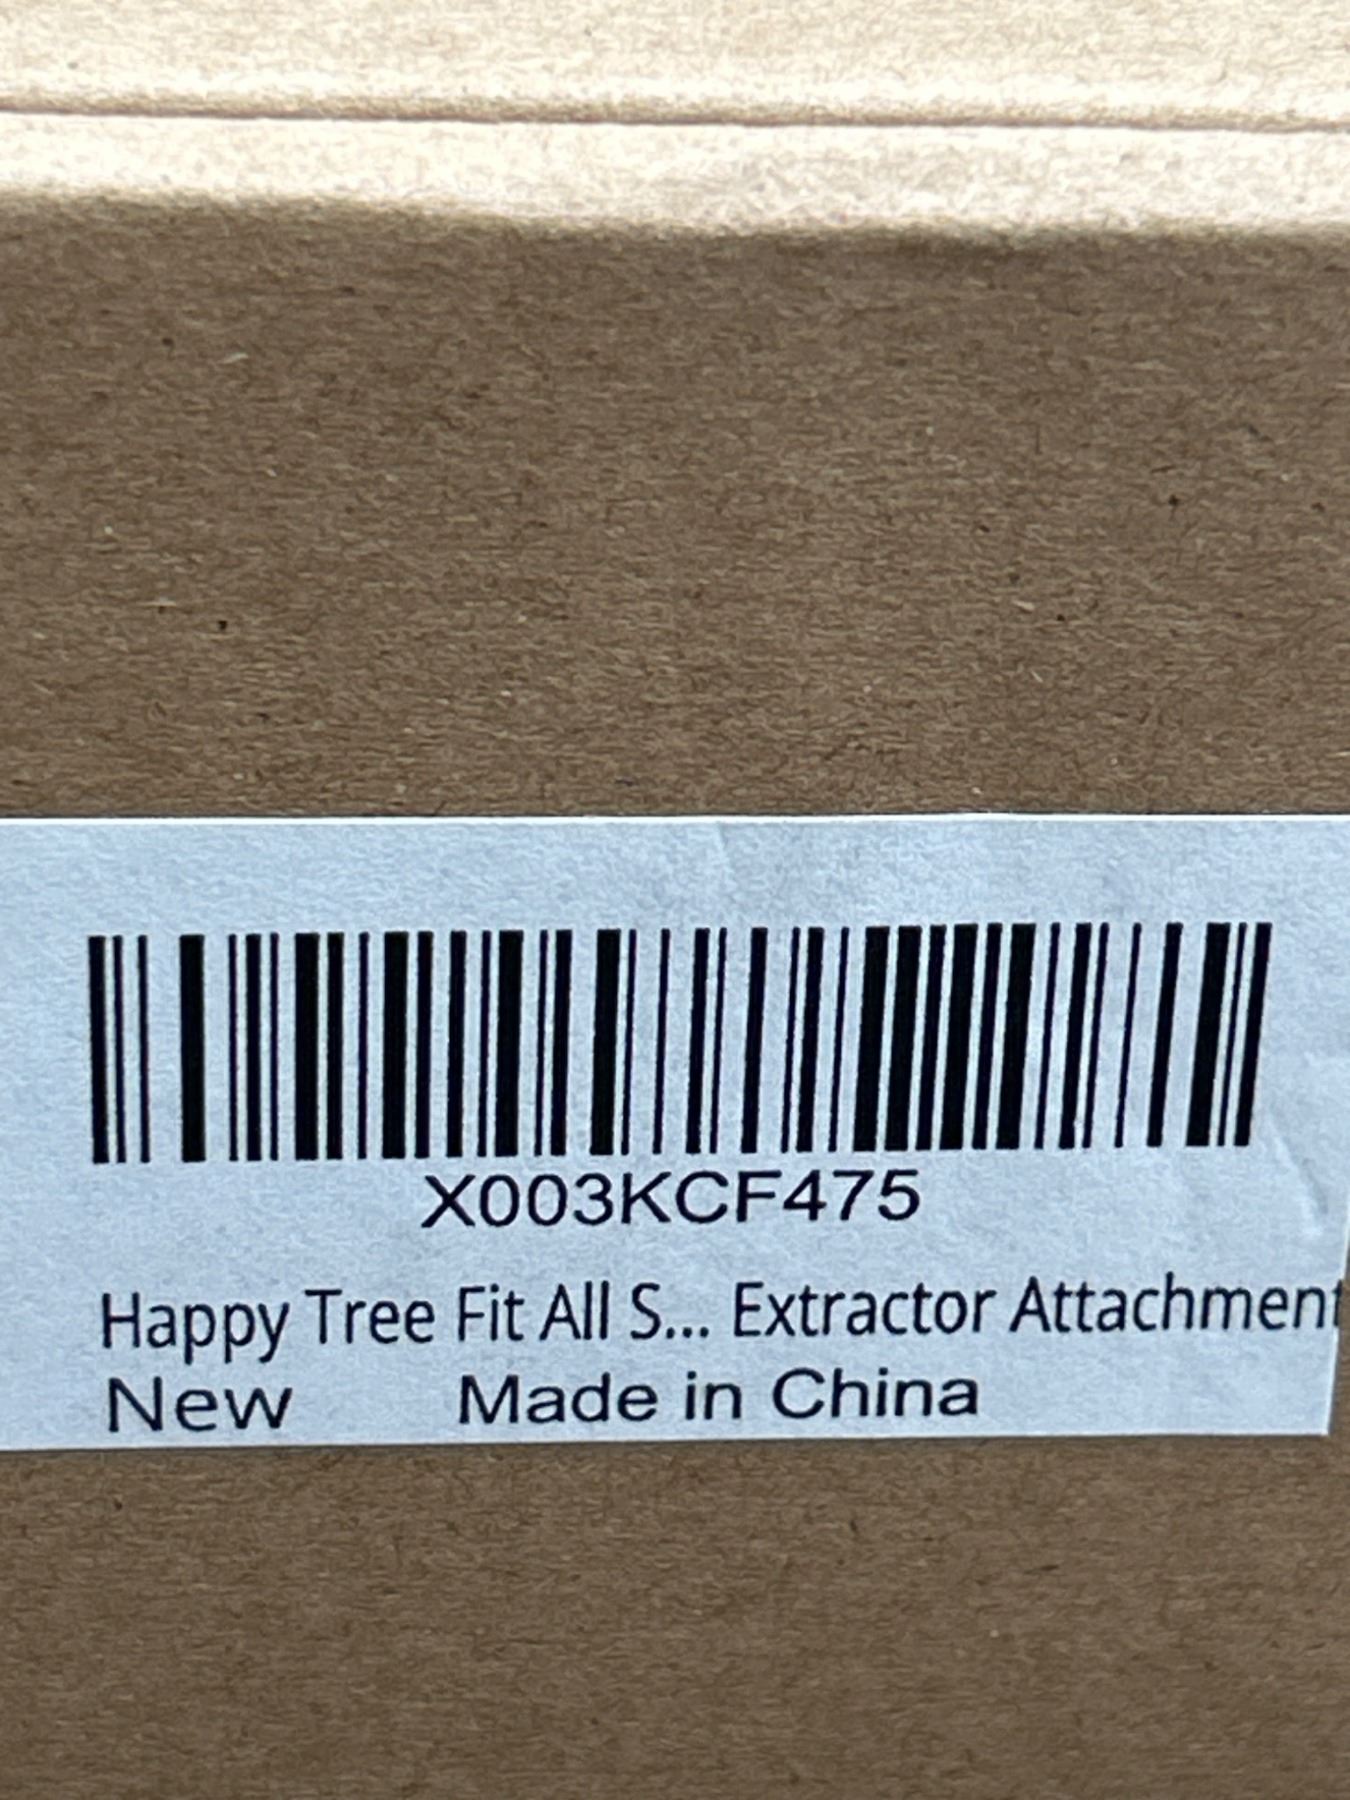 X003KCF475
Happy Tree Fit All S... Extractor Attachment
New Made in China